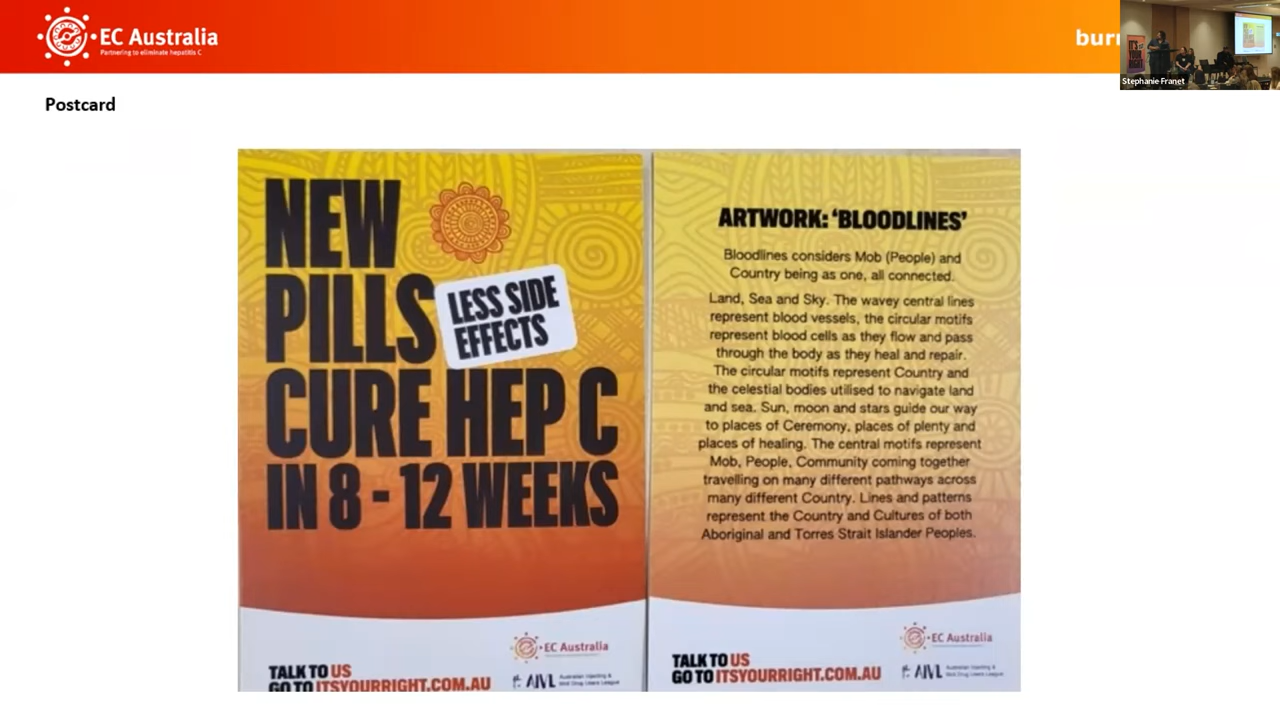 EC Australia
Partnering to eliminate hepatitis C
Stephanie Franet
Postcard
NEW
PILLS
LESS SIDE
EFFECTS
CURE HEP C
IN 8 - 12 WEEKS
EC Australia
TALK TO US
GO TO ITSYOURRIGHT.COM.AU
AIVL
ARTWORK: ‘BLOODLINES’
Bloodlines considers Mob (People) and
Country being as one, all connected.
Land, Sea and Sky. The wavey central lines
represent blood vessels, the circular motifs
represent blood cells as they flow and pass
through the body as they heal and repair.
The circular motifs represent Country and
the celestial bodies utilised to navigate land
and sea. Sun, moon and stars guide our way
to places of Ceremony, places of plenty and
places of healing. The central motifs represent
Mob, People, Community coming together
travelling on many different pathways across
many different Country. Lines and patterns
represent the Country and Cultures of both
Aboriginal and Torres Strait Islander Peoples.
EC Australia
TALK TO US
GO TO ITSYOURRIGHT.COM.AU
AIVL